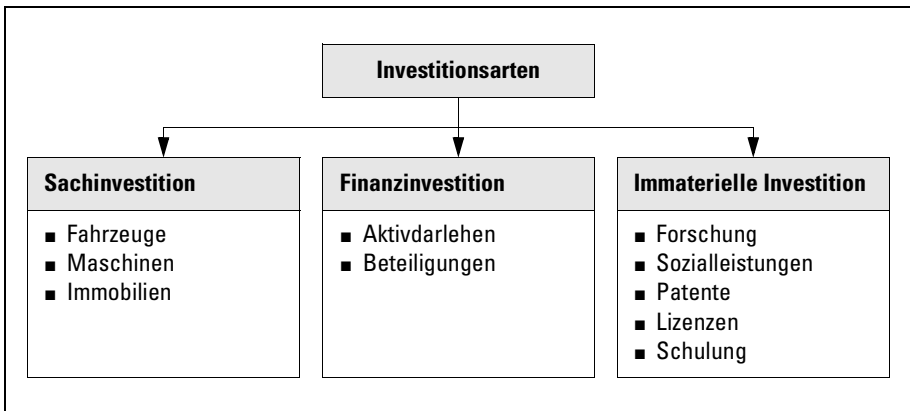 Investitionsarten
Sachinvestition
■ Fahrzeuge
■ Maschinen
■ Immobilien
Finanzinvestition
■ Aktivdarlehen
■ Beteiligungen
Immaterielle Investition
■ Forschung
■ Sozialleistungen
■ Patente
■ Lizenzen
■ Schulung